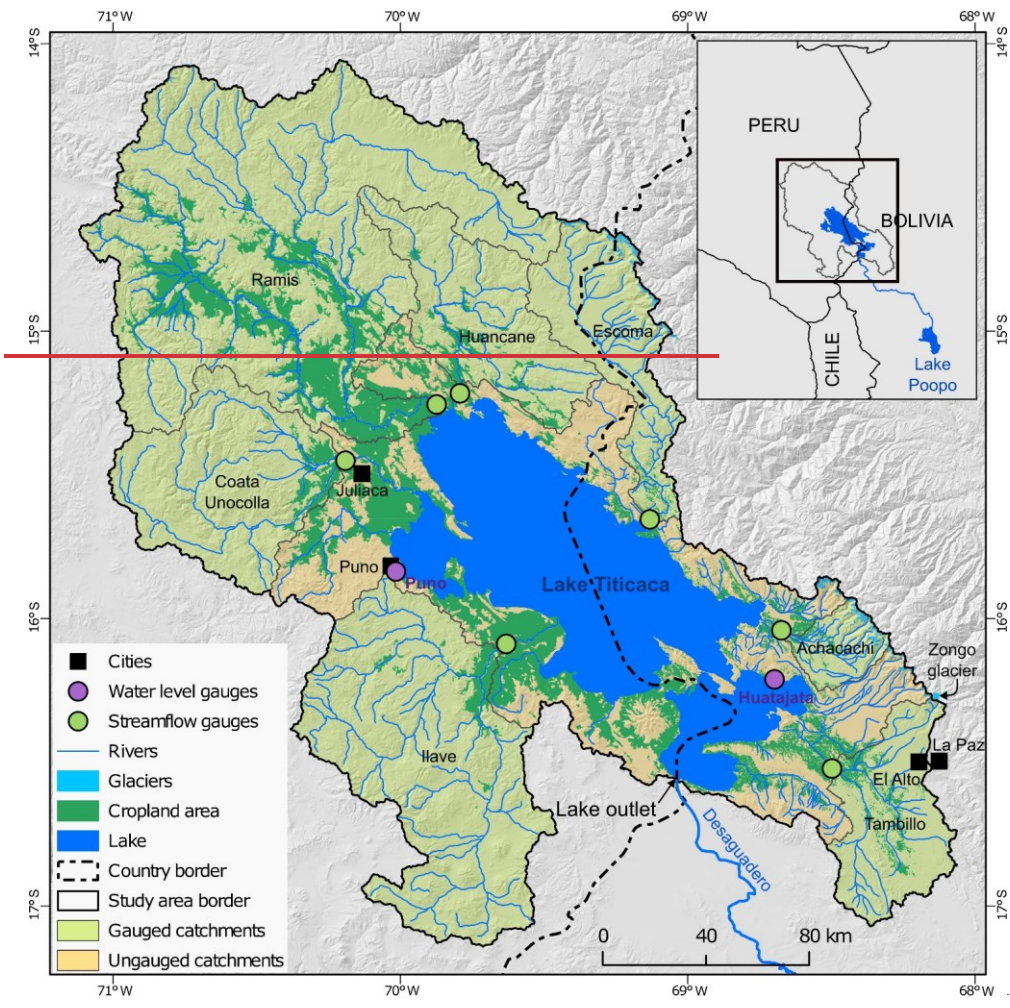 71°W 70°W 69°W 68°W
14°S
14°S
PERU
BOLIVIA
CHILE
Lake
Poopo
Ramis
Huancane
Escoma
15°S
15°S
Coata
Unocolla
Juliaca
Puno
Puno
Lake Titicaca
16°S
16°S
Achacachi
Zongo
glacier
Huatajata
La Paz
El Alto
Tambillo
Ilave
Lake outlet
Desaguadero
17°S
17°S
Cities
Water level gauges
Streamflow gauges
Rivers
Glaciers
Cropland area
Lake
Country border
Study area border
Gauged catchments
Ungauged catchments
0 40 80 km
71°W 70°W 69°W 68°W